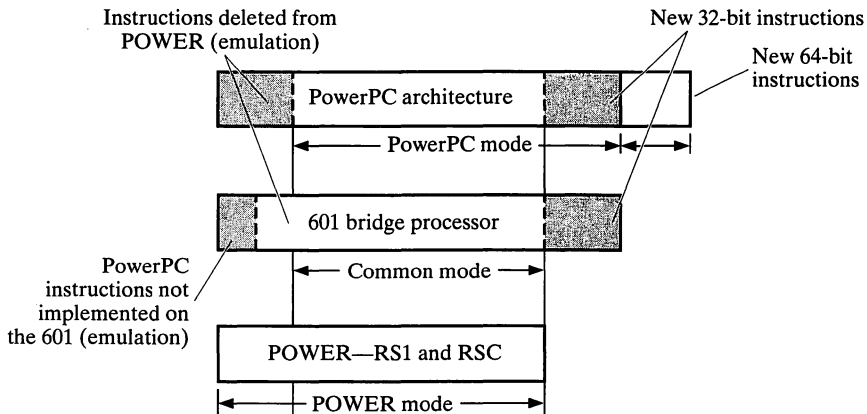 Instructions deleted from
POWER (emulation)
New 32-bit instructions
New 64-bit
instructions
PowerPC architecture
PowerPC mode
601 bridge processor
PowerPC
instructions not
implemented on
the 601 (emulation)
Common mode
POWER—RS1 and RSC
POWER mode